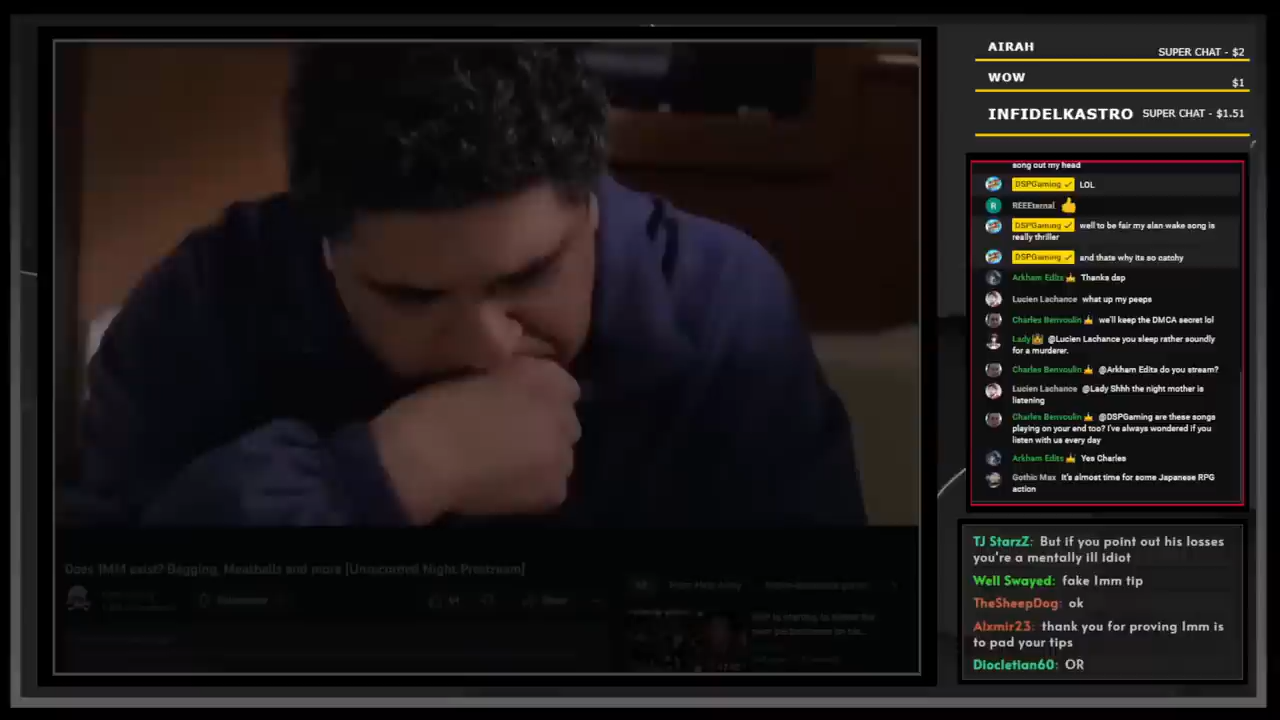 AIRAH
SUPER CHAT - $2
WOW
$1
INFIDELKASTRO
SUPER CHAT - $1.51
song out my head
DSPGaming LOL
REEEternal
DSPGaming well to be fair my alan wake song is
really thriller
DSPGaming and thats why its so catchy
Arkham Edits Thanks dsp
Lucien Lachance what up my peeps
Charles Benvoulin we'll keep the DMCA secret lol
Lady @Lucien Lachance you sleep rather soundly
for a murderer.
Charles Benvoulin @Arkham Edits do you stream?
Lucien Lachance @Lady Shhh the night mother is
listening
Charles Benvoulin @DSPGaming are these songs
playing on your end too? I've always wondered if you
listen with us every day
Arkham Edits Yes Charles
Gothic Max It's almost time for some Japanese RPG
action
Does 1MM exist? Begging, Meatballs and more [Unscripted Night Prestream]
TJ StarzZ: But if you point out his losses
you're a mentally ill idiot
Well Swayed: fake 1mm tip
TheSheepDog: ok
Alxmir23: thank you for proving 1mm is
to pad your tips
Diocletian60: OR